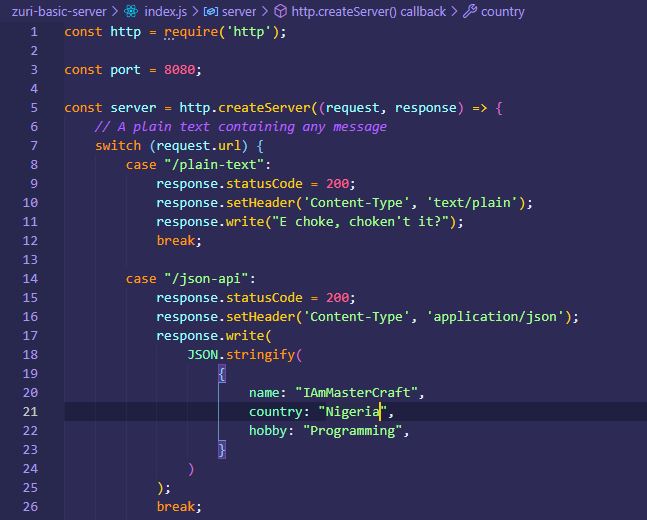 zuri-basic-server > index.js > server > http.createServer() callback > country
1 const http = require('http');
2
3 const port = 8080;
4
5 const server = http.createServer((request, response) => {
6 // A plain text containing any message
7 switch (request.url) {
8 case "/plain-text":
9 response.statusCode = 200;
10 response.setHeader('Content-Type', 'text/plain');
11 response.write("E choke, choken't it?");
12 break;
13
14 case "/json-api":
15 response.statusCode = 200;
16 response.setHeader('Content-Type', 'application/json');
17 response.write(
18 JSON.stringify(
19 {
20 name: "IAmMasterCraft",
21 country: "Nigeria",
22 hobby: "Programming",
23 }
24 )
25 );
26 break;